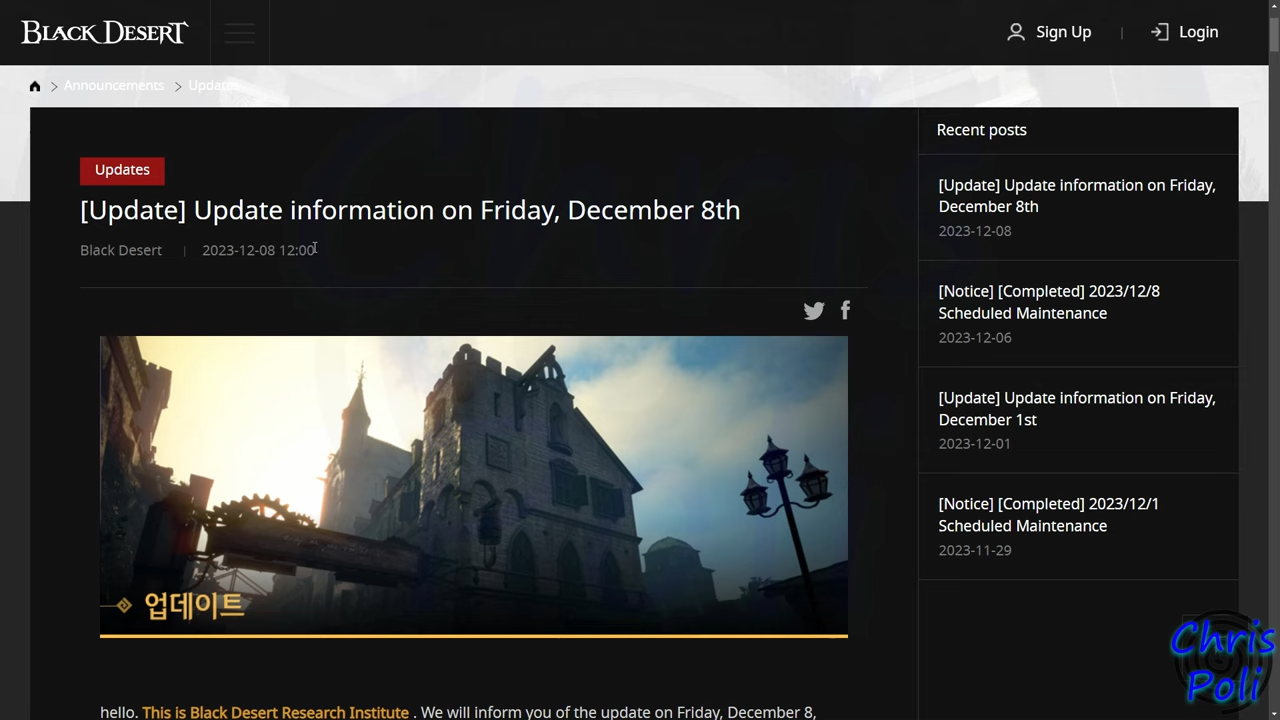 BLACK DESERT
Sign Up
Login
Announcements
Updates
Updates
[Update] Update information on Friday, December 8th
Black Desert
2023-12-08 12:00
업데이트
hello. This is Black Desert Research Institute . We will inform you of the update on Friday, December 8,
Recent posts
[Update] Update information on Friday,
December 8th
2023-12-08
[Notice] [Completed] 2023/12/8
Scheduled Maintenance
2023-12-06
[Update] Update information on Friday,
December 1st
2023-12-01
[Notice] [Completed] 2023/12/1
Scheduled Maintenance
2023-11-29
Chris
Poli